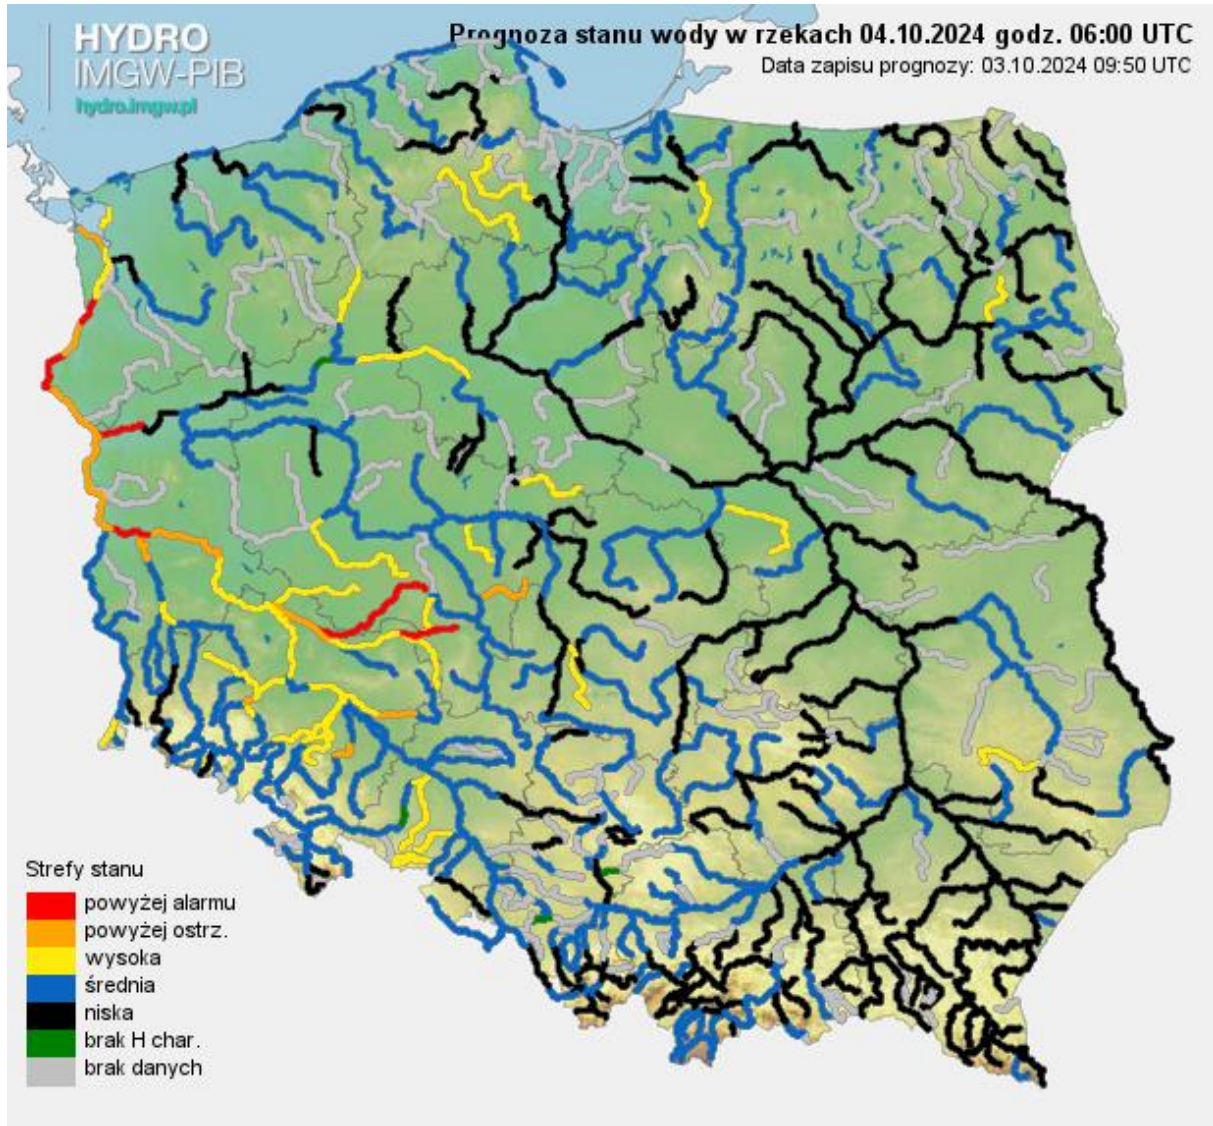 HYDRO
IMGW-PIB
hydro.imgw.pl
Prognoza stanu wody w rzekach 04.10.2024 godz. 06:00 UTC
Data zapisu prognozy: 03.10.2024 09:50 UTC
Strefy stanu
powyżej alarmu
powyżej ostrz.
wysoka
średnia
niska
brak H char.
brak danych